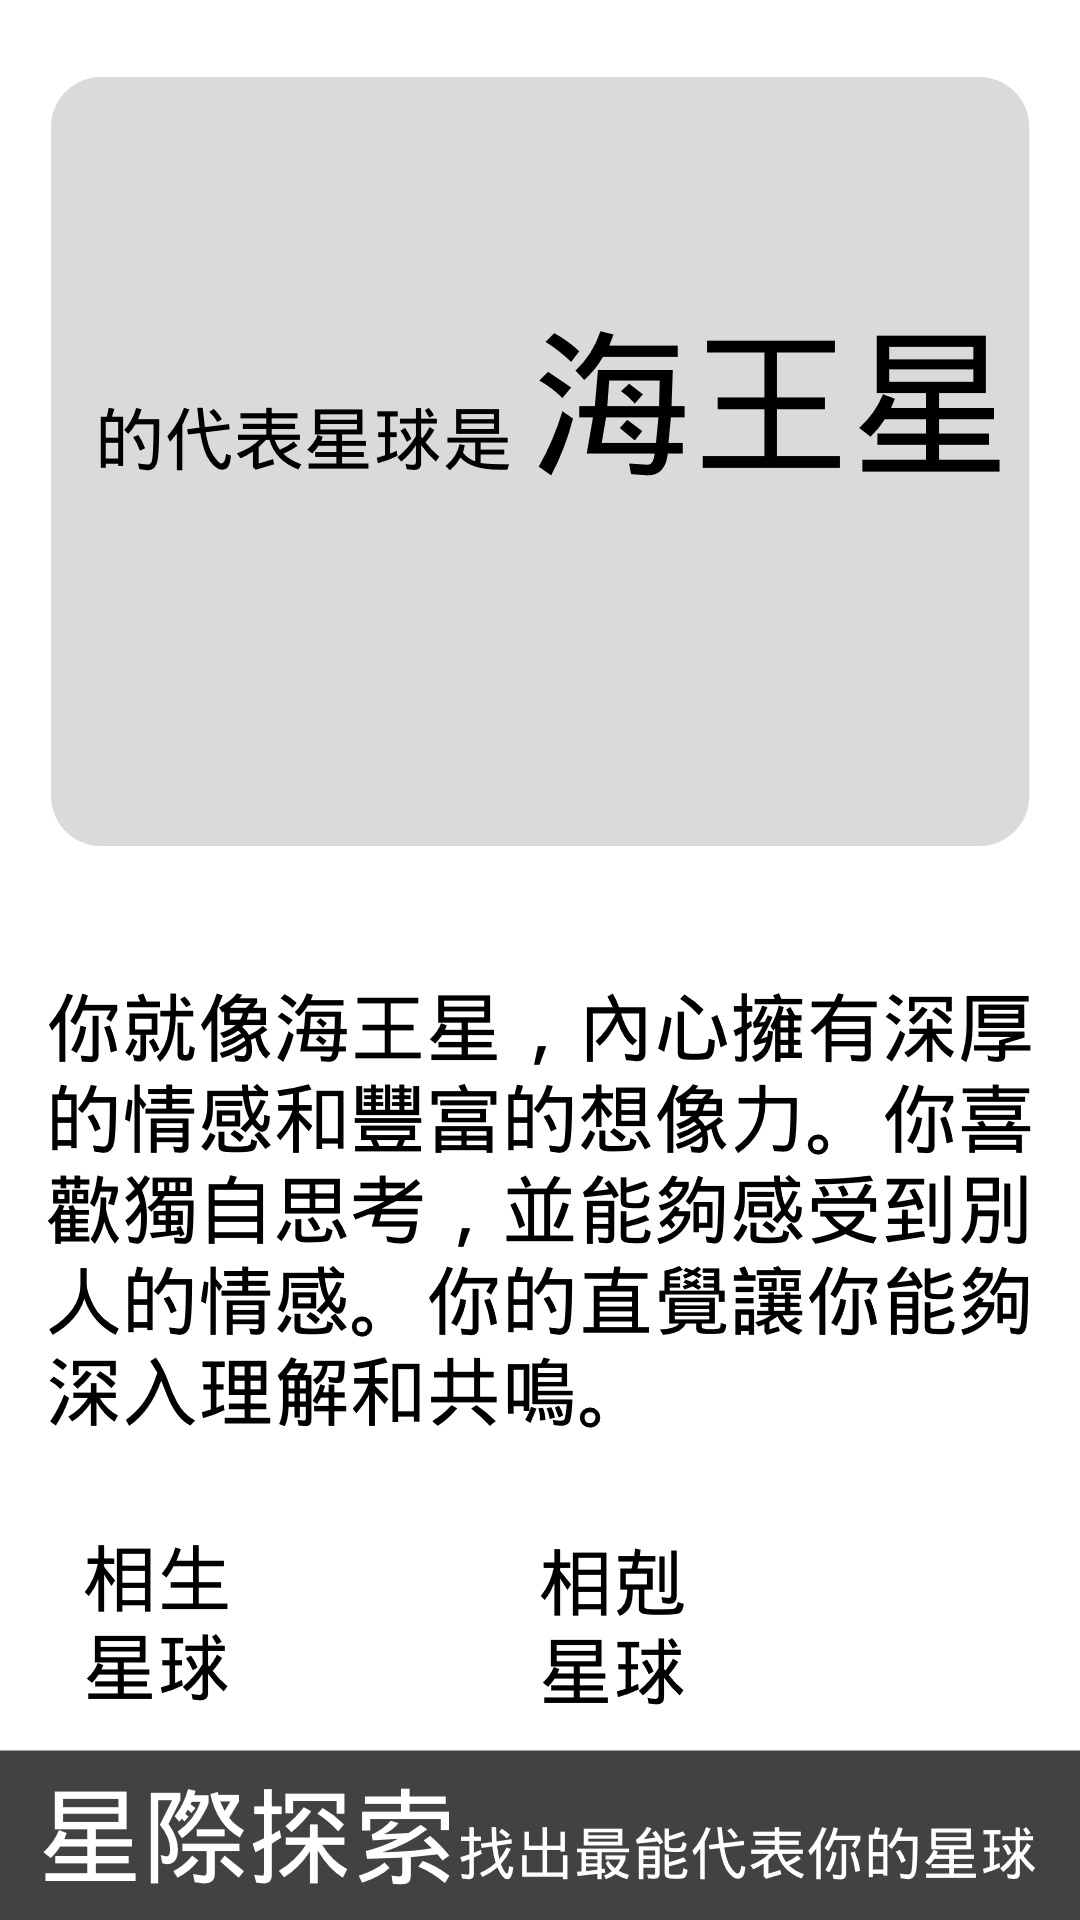 的代表星球是 海王星
你就像海王星，內心擁有深厚
的情感和豐富的想像力。你喜
歡獨自思考，並能夠感受到別
人的情感。你的直覺讓你能夠
深入理解和共鳴。
相生
星球
相剋
星球
星際探索找出最能代表你的星球